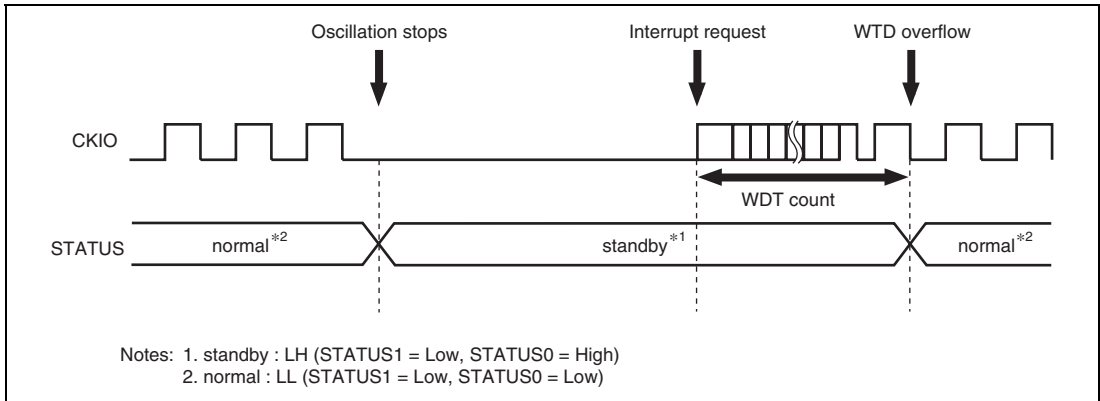 Oscillation stops Interrupt request WTD overflow
CKIO
WDT count
STATUS normal*2 standby*1 normal*2
Notes: 1. standby : LH (STATUS1 = Low, STATUS0 = High)
2. normal : LL (STATUS1 = Low, STATUS0 = Low)